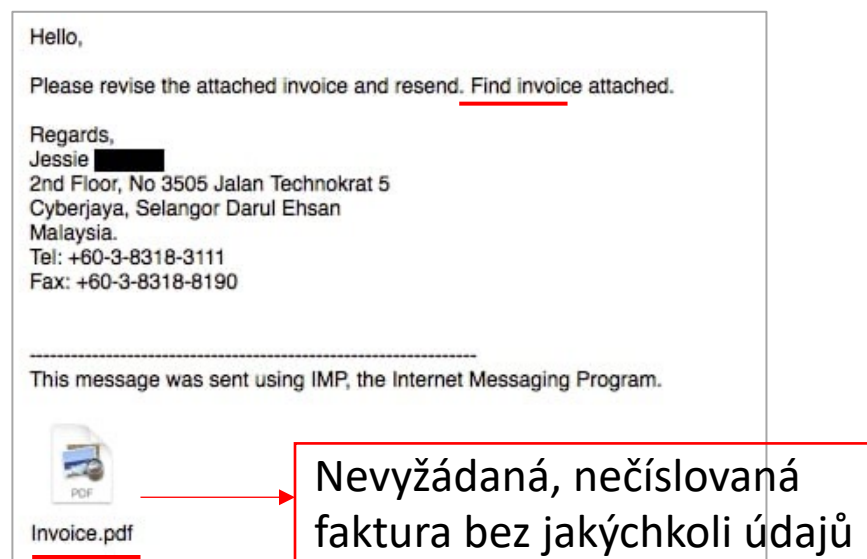 Hello,
Please revise the attached invoice and resend. Find invoice attached.
Regards,
Jessie
2nd Floor, No 3505 Jalan Technokrat 5
Cyberjaya, Selangor Darul Ehsan
Malaysia.
Tel: +60-3-8318-3111
Fax: +60-3-8318-8190
--------------------------------------------------------------------
This message was sent using IMP, the Internet Messaging Program.
PDF
Invoice.pdf
Nevyžádaná, nečíslovaná
faktura bez jakýchkoli údajů